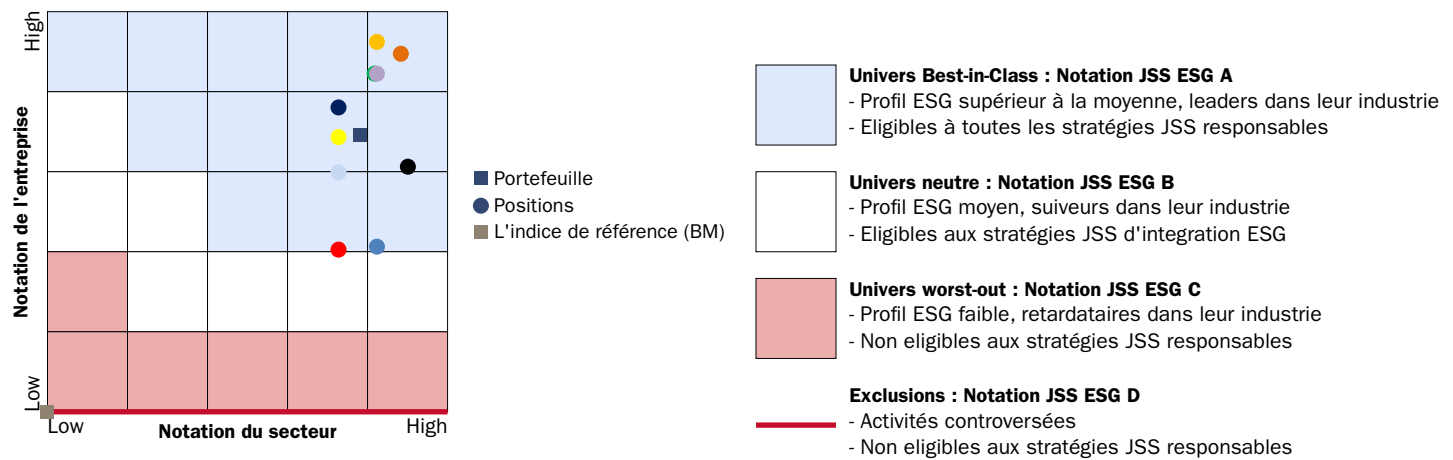 High
Notation de l'entreprise
Low
Low
Notation du secteur
High
Portefeuille
Positions
L'indice de référence (BM)
Univers Best-in-Class : Notation JSS ESG A
- Profil ESG supérieur à la moyenne, leaders dans leur industrie
- Eligibles à toutes les stratégies JSS responsables
Univers neutre : Notation JSS ESG B
- Profil ESG moyen, suiveurs dans leur industrie
- Eligibles aux stratégies JSS d'integration ESG
Univers worst-out : Notation JSS ESG C
- Profil ESG faible, retardataires dans leur industrie
- Non eligibles aux stratégies JSS responsables
Exclusions : Notation JSS ESG D
- Activités controversées
- Non eligibles aux stratégies JSS responsables